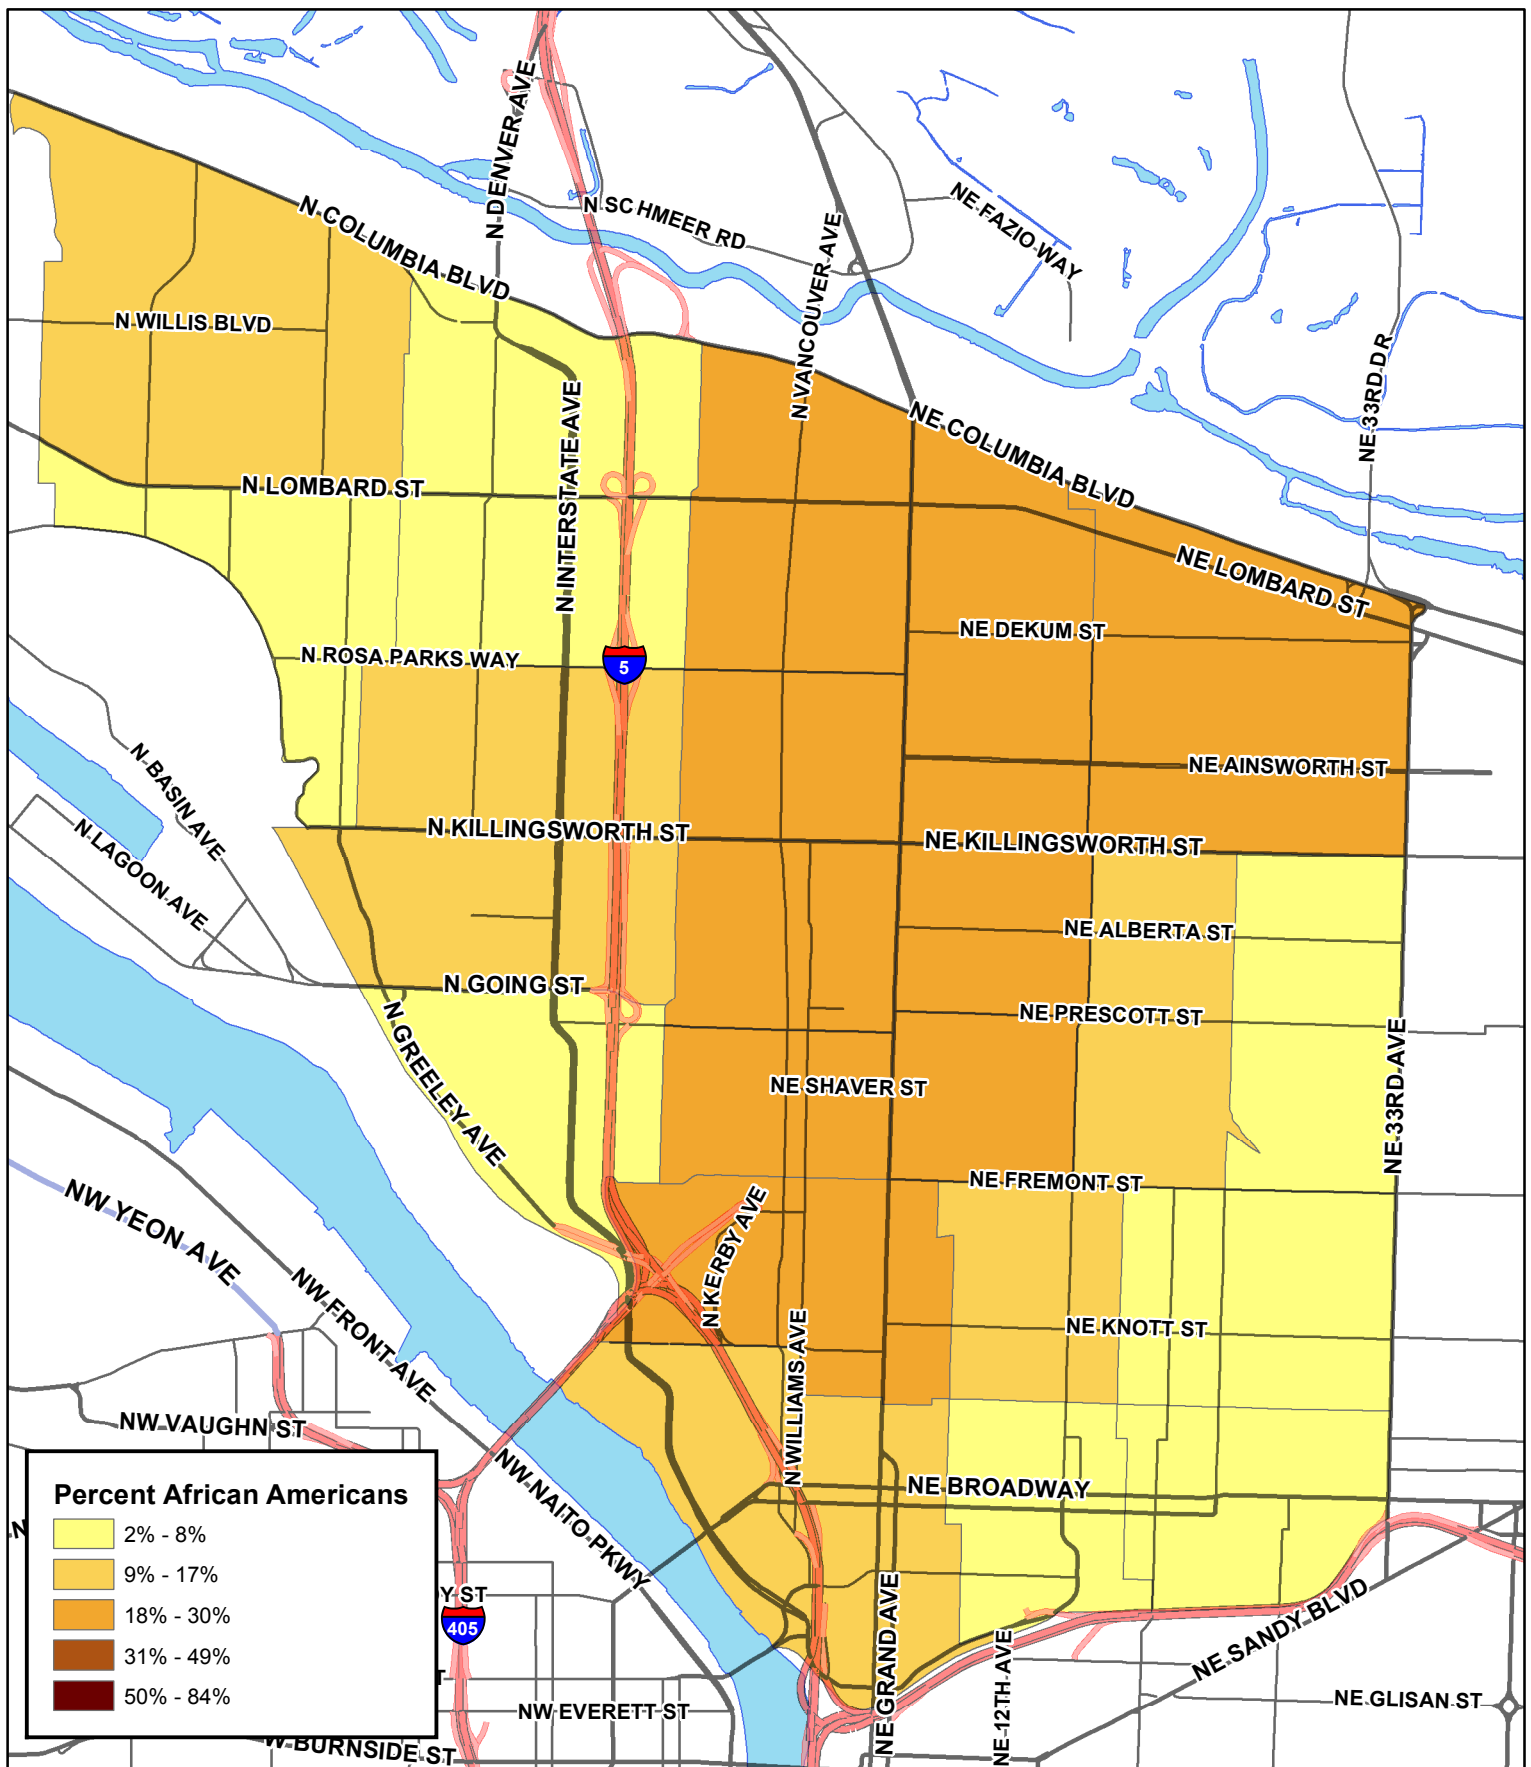 N DENVER AVE
N SCHMEER RD
NE FAZIO WAY
N COLUMBIA BLVD
N VANCOUVER AVE
N WILLIS BLVD
NE 33RD DR
N INTERSTATE AVE
NE COLUMBIA BLVD
N LOMBARD ST
NE LOMBARD ST
NE DEKUM ST
N ROSA PARKS WAY
5
N BASIN AVE
NE AINSWORTH ST
N LAGOON AVE
N KILLINGSWORTH ST
NE KILLINGSWORTH ST
NE ALBERTA ST
N GOING ST
NE PRESCOTT ST
N GREELEY AVE
NE SHAVER ST
NE 33RD AVE
NE FREMONT ST
NW YEON AVE
N KERBY AVE
NW FRONT AVE
NE KNOTT ST
N WILLIAMS AVE
NW VAUGHN ST
NW NAITO PKWY
NE BROADWAY
Percent African Americans
2% - 8%
9% - 17%
18% - 30%
31% - 49%
50% - 84%
N
Y ST
405
NE GRAND AVE
NE 12TH AVE
NE SANDY BLVD
T
NW EVERETT ST
NE GLISAN ST
W BURNSIDE ST